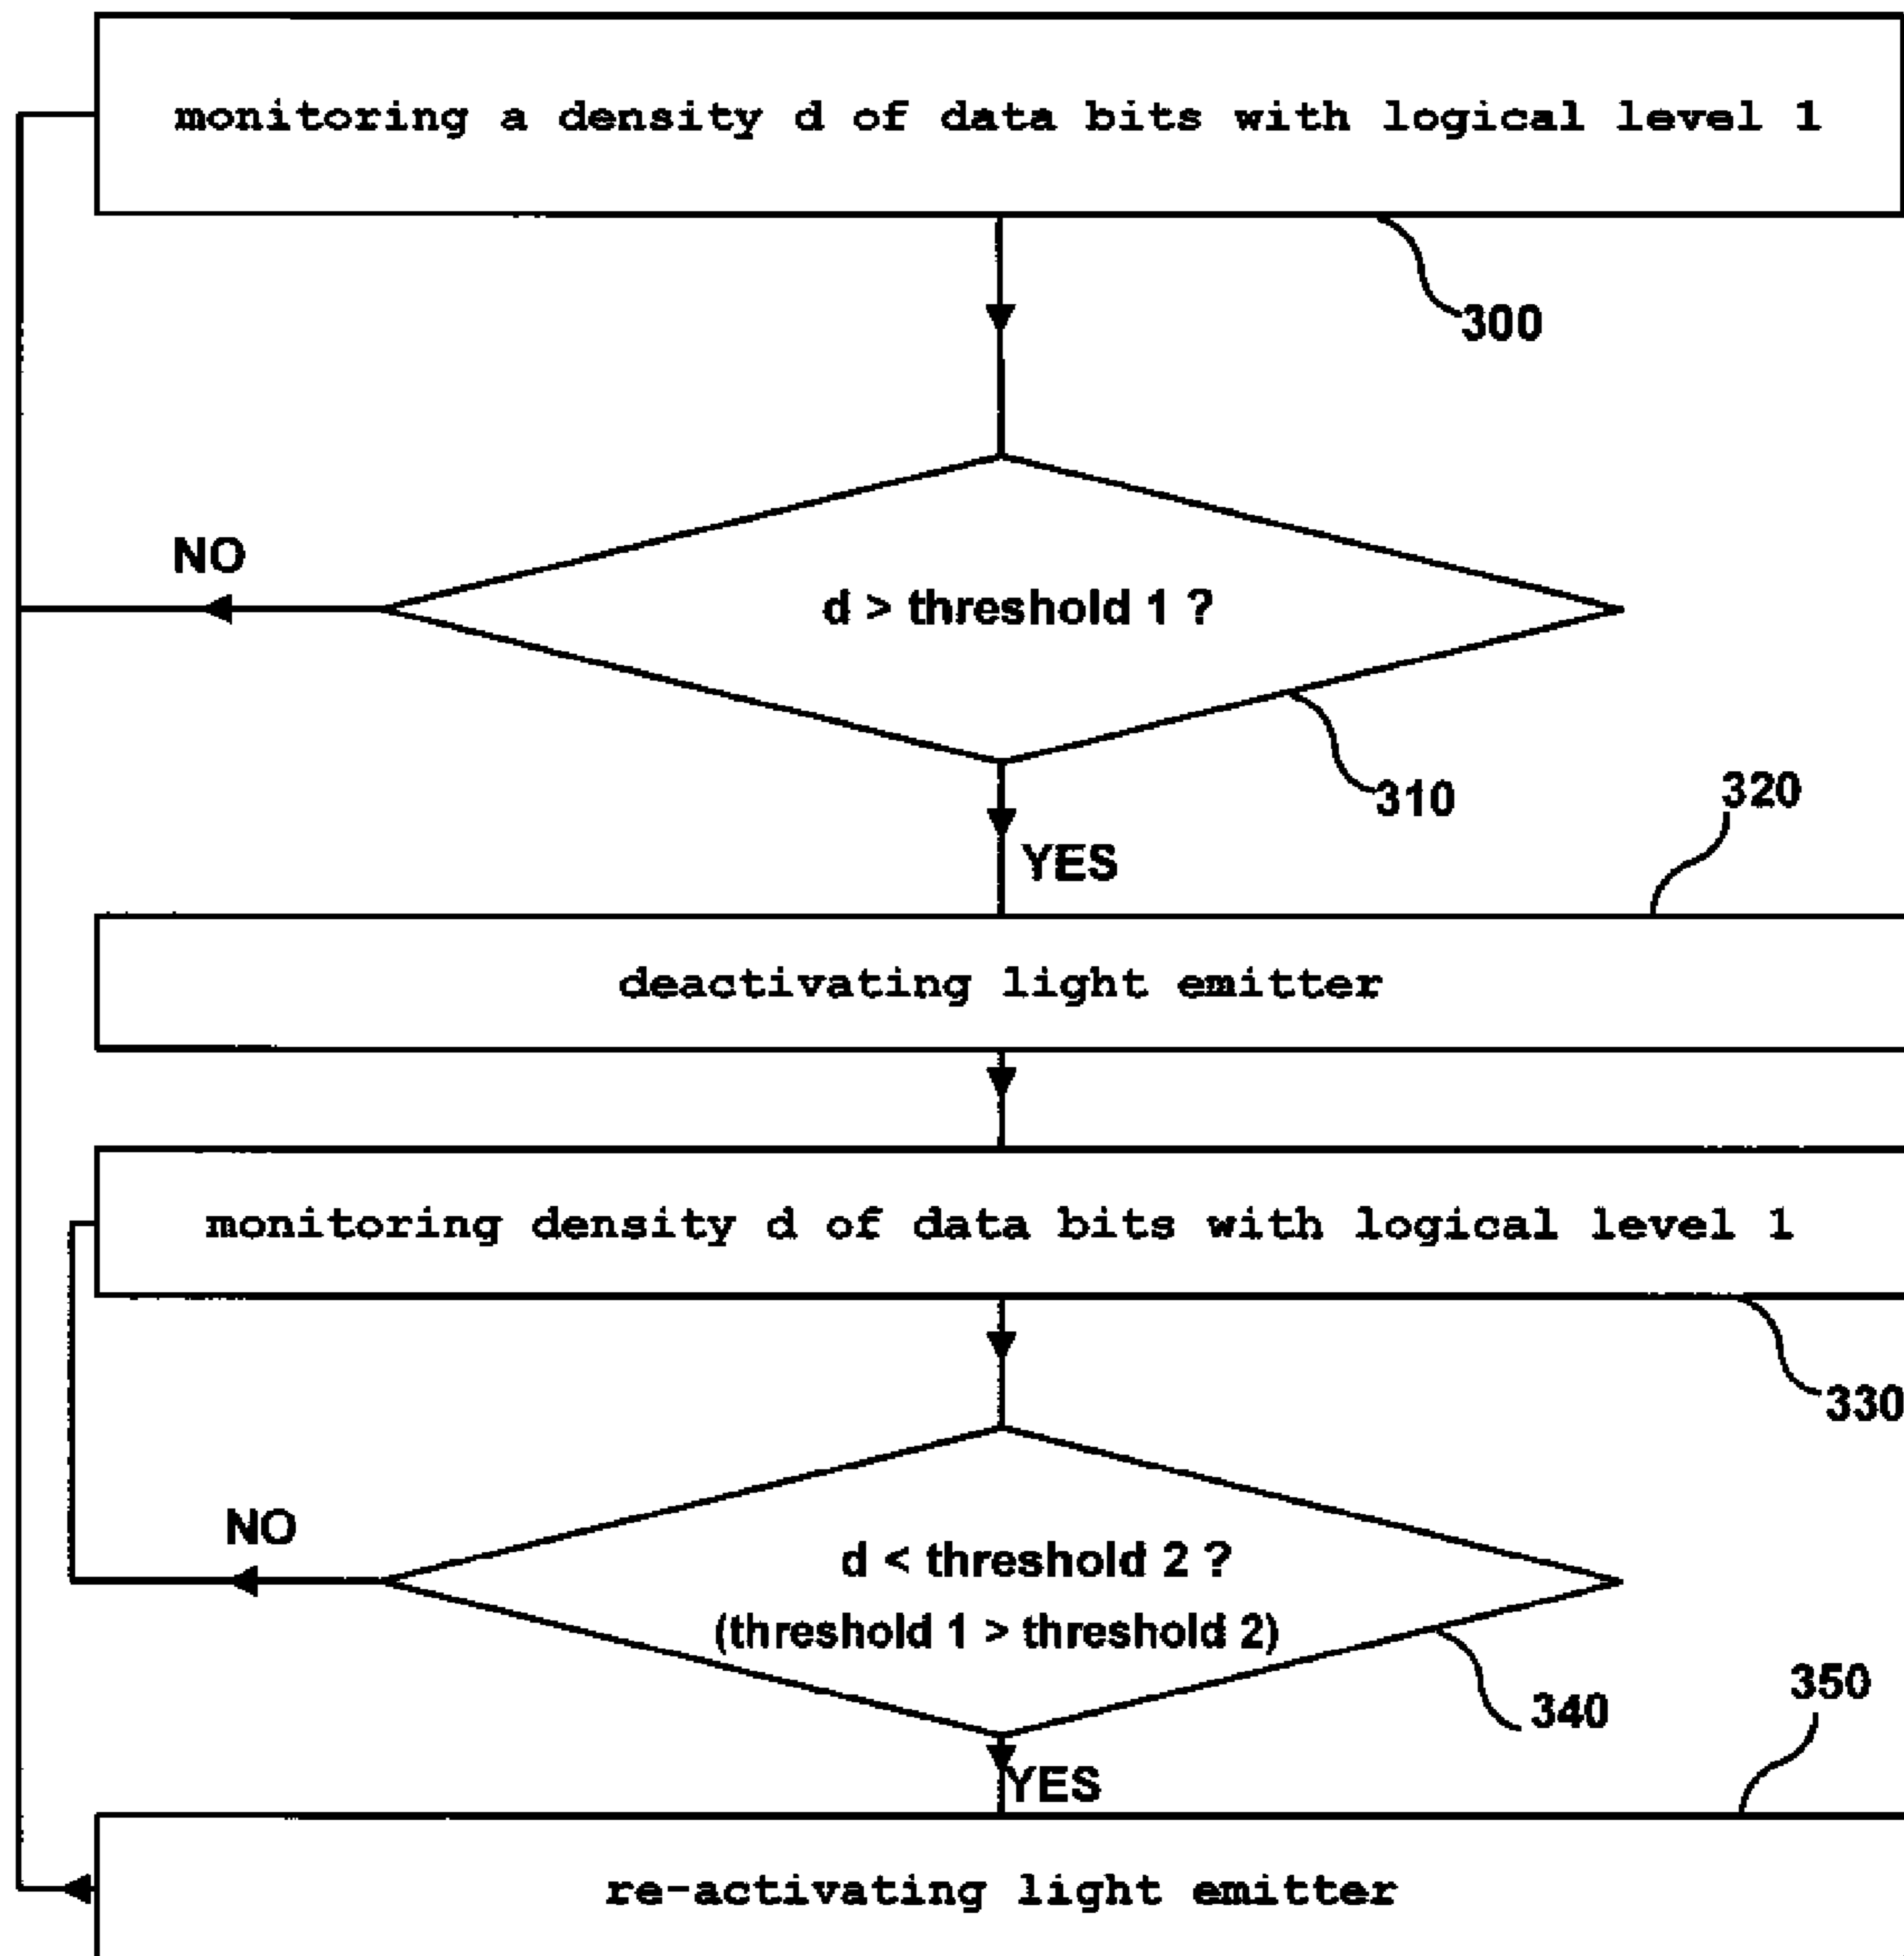 monitoring a density d of data bits with logical level 1
300
NO
d > threshold 1 ?
310
320
YES
deactivating light emitter
monitoring density d of data bits with logical level 1
330
NO
d < threshold 2 ?
(threshold 1 > threshold 2)
340
350
YES
re-activating light emitter